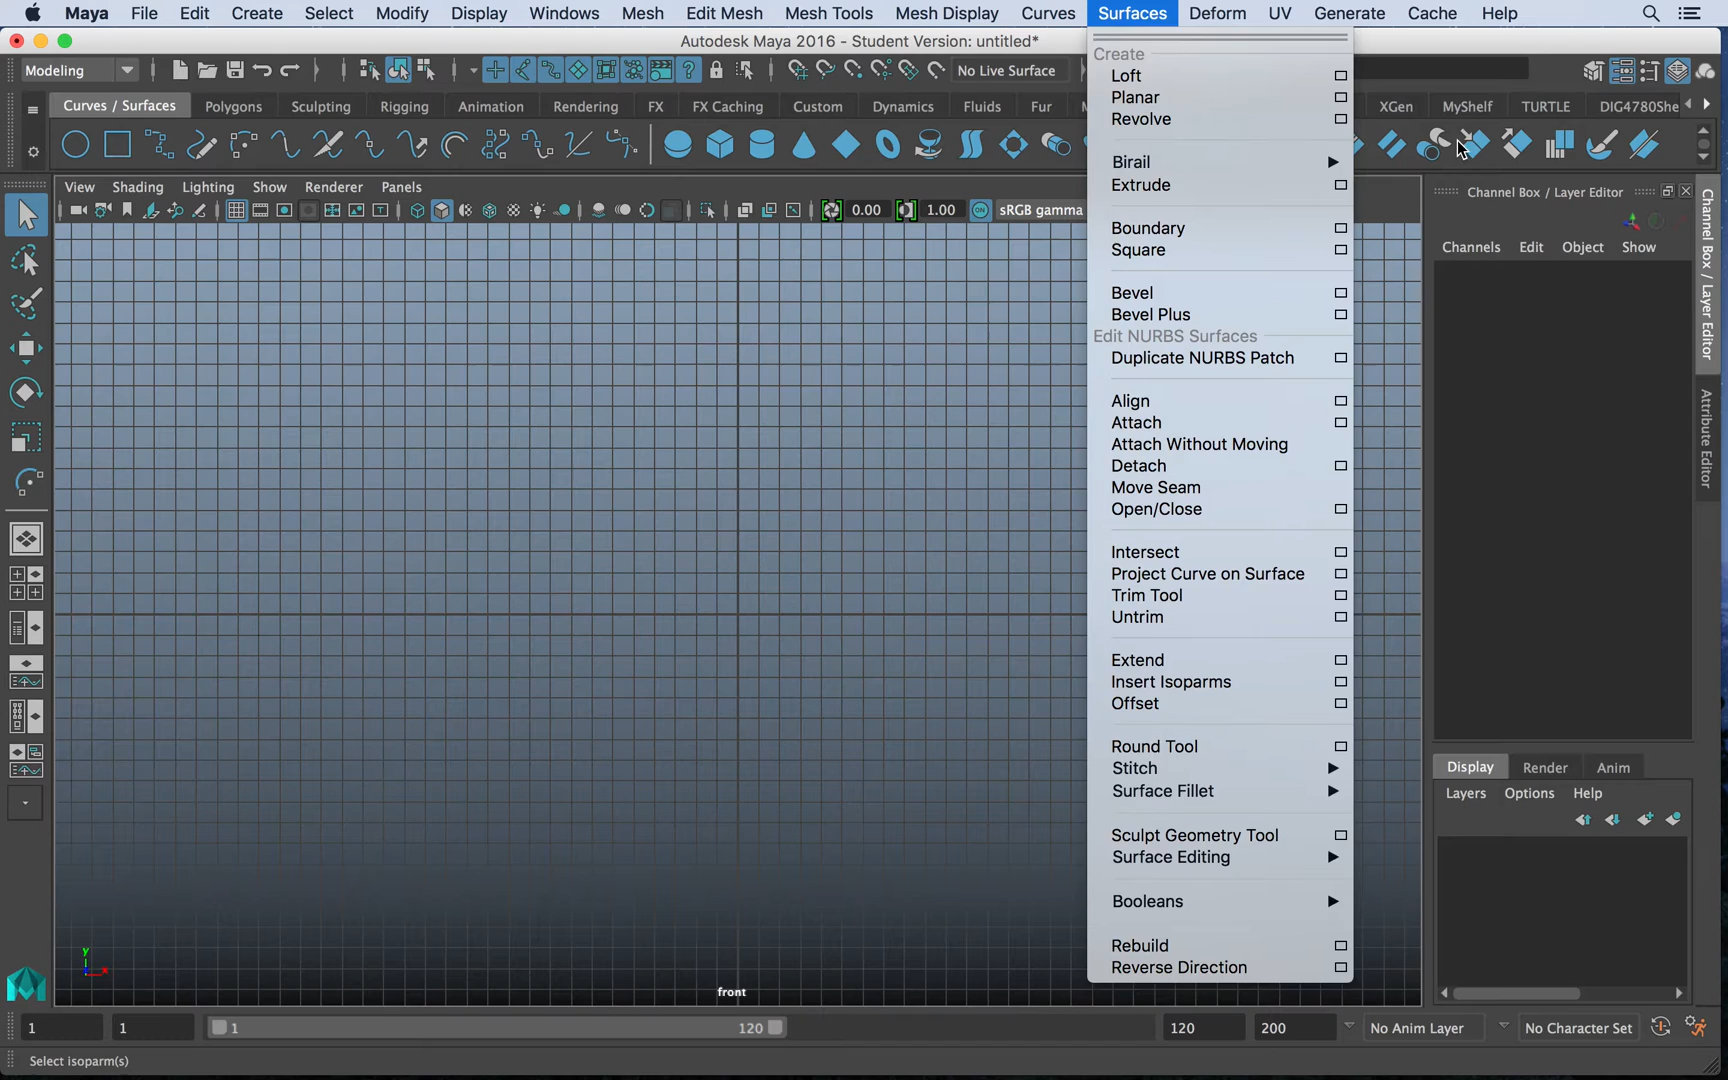 Maya File Edit Create Select Modify Display Windows Mesh Edit Mesh Mesh Tools Mesh Display Curves Surfaces Deform UV Generate Cache Help
Autodesk Maya 2016 - Student Version: untitled*
Modeling
No Live Surface
Curves / Surfaces Polygons Sculpting Rigging Animation Rendering FX FX Caching Custom Dynamics Fluids Fur XGen MyShelf TURTLE DIG4780She
View Shading Lighting Show Renderer Panels
0.00 1.00 ON sRGB gamma
Create
Loft
Planar
Revolve
Birail
Extrude
Boundary
Square
Bevel
Bevel Plus
Edit NURBS Surfaces
Duplicate NURBS Patch
Align
Attach
Attach Without Moving
Detach
Move Seam
Open/Close
Intersect
Project Curve on Surface
Trim Tool
Untrim
Extend
Insert Isoparms
Offset
Round Tool
Stitch
Surface Fillet
Sculpt Geometry Tool
Surface Editing
Booleans
Rebuild
Reverse Direction
Channel Box / Layer Editor
Channels Edit Object Show
Channel Box / Layer Editor
Attribute Editor
Display Render Anim
Layers Options Help
y
x
front
1 1 1 120 120 200 No Anim Layer No Character Set
Select isoparm(s)